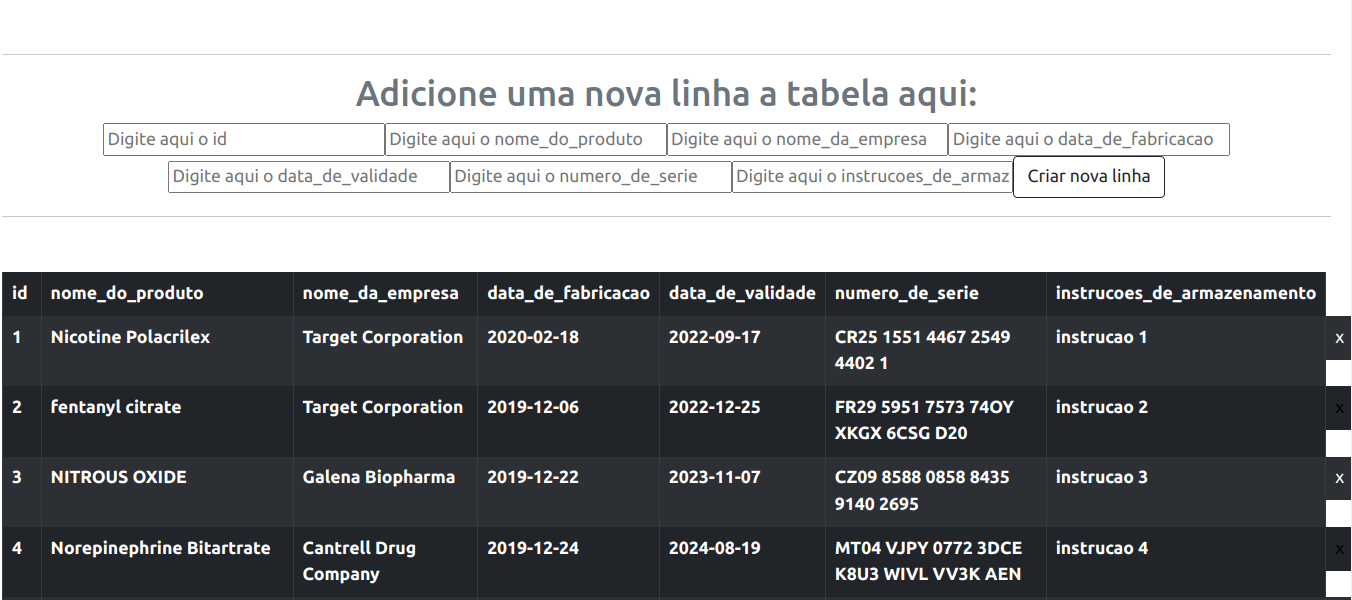 Adicione uma nova linha a tabela aqui:
Digite aqui o id Digite aqui o nome_do_produto Digite aqui o nome_da_empresa Digite aqui o data_de_fabricacao
Digite aqui o data_de_validade Digite aqui o numero_de_serie Digite aqui o instrucoes_de_armaz Criar nova linha
id nome_do_produto nome_da_empresa data_de_fabricacao data_de_validade numero_de_serie instrucoes_de_armazenamento
1 Nicotine Polacrilex Target Corporation 2020-02-18 2022-09-17 CR25 1551 4467 2549 instrucao 1 x
4402 1
2 fentanyl citrate Target Corporation 2019-12-06 2022-12-25 FR29 5951 7573 74OY instrucao 2 x
XKGX 6CSG D20
3 NITROUS OXIDE Galena Biopharma 2019-12-22 2023-11-07 CZ09 8588 0858 8435 instrucao 3 x
9140 2695
4 Norepinephrine Bitartrate Cantrell Drug 2019-12-24 2024-08-19 MT04 VJPY 0772 3DCE instrucao 4 x
Company K8U3 WIVL VV3K AEN